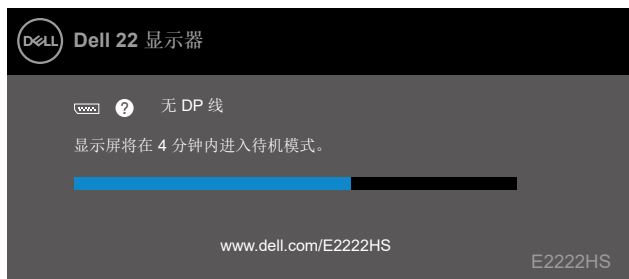 DELL Dell 22 显示器
? 无 DP 线
显示屏将在 4 分钟内进入待机模式。
www.dell.com/E2222HS
E2222HS